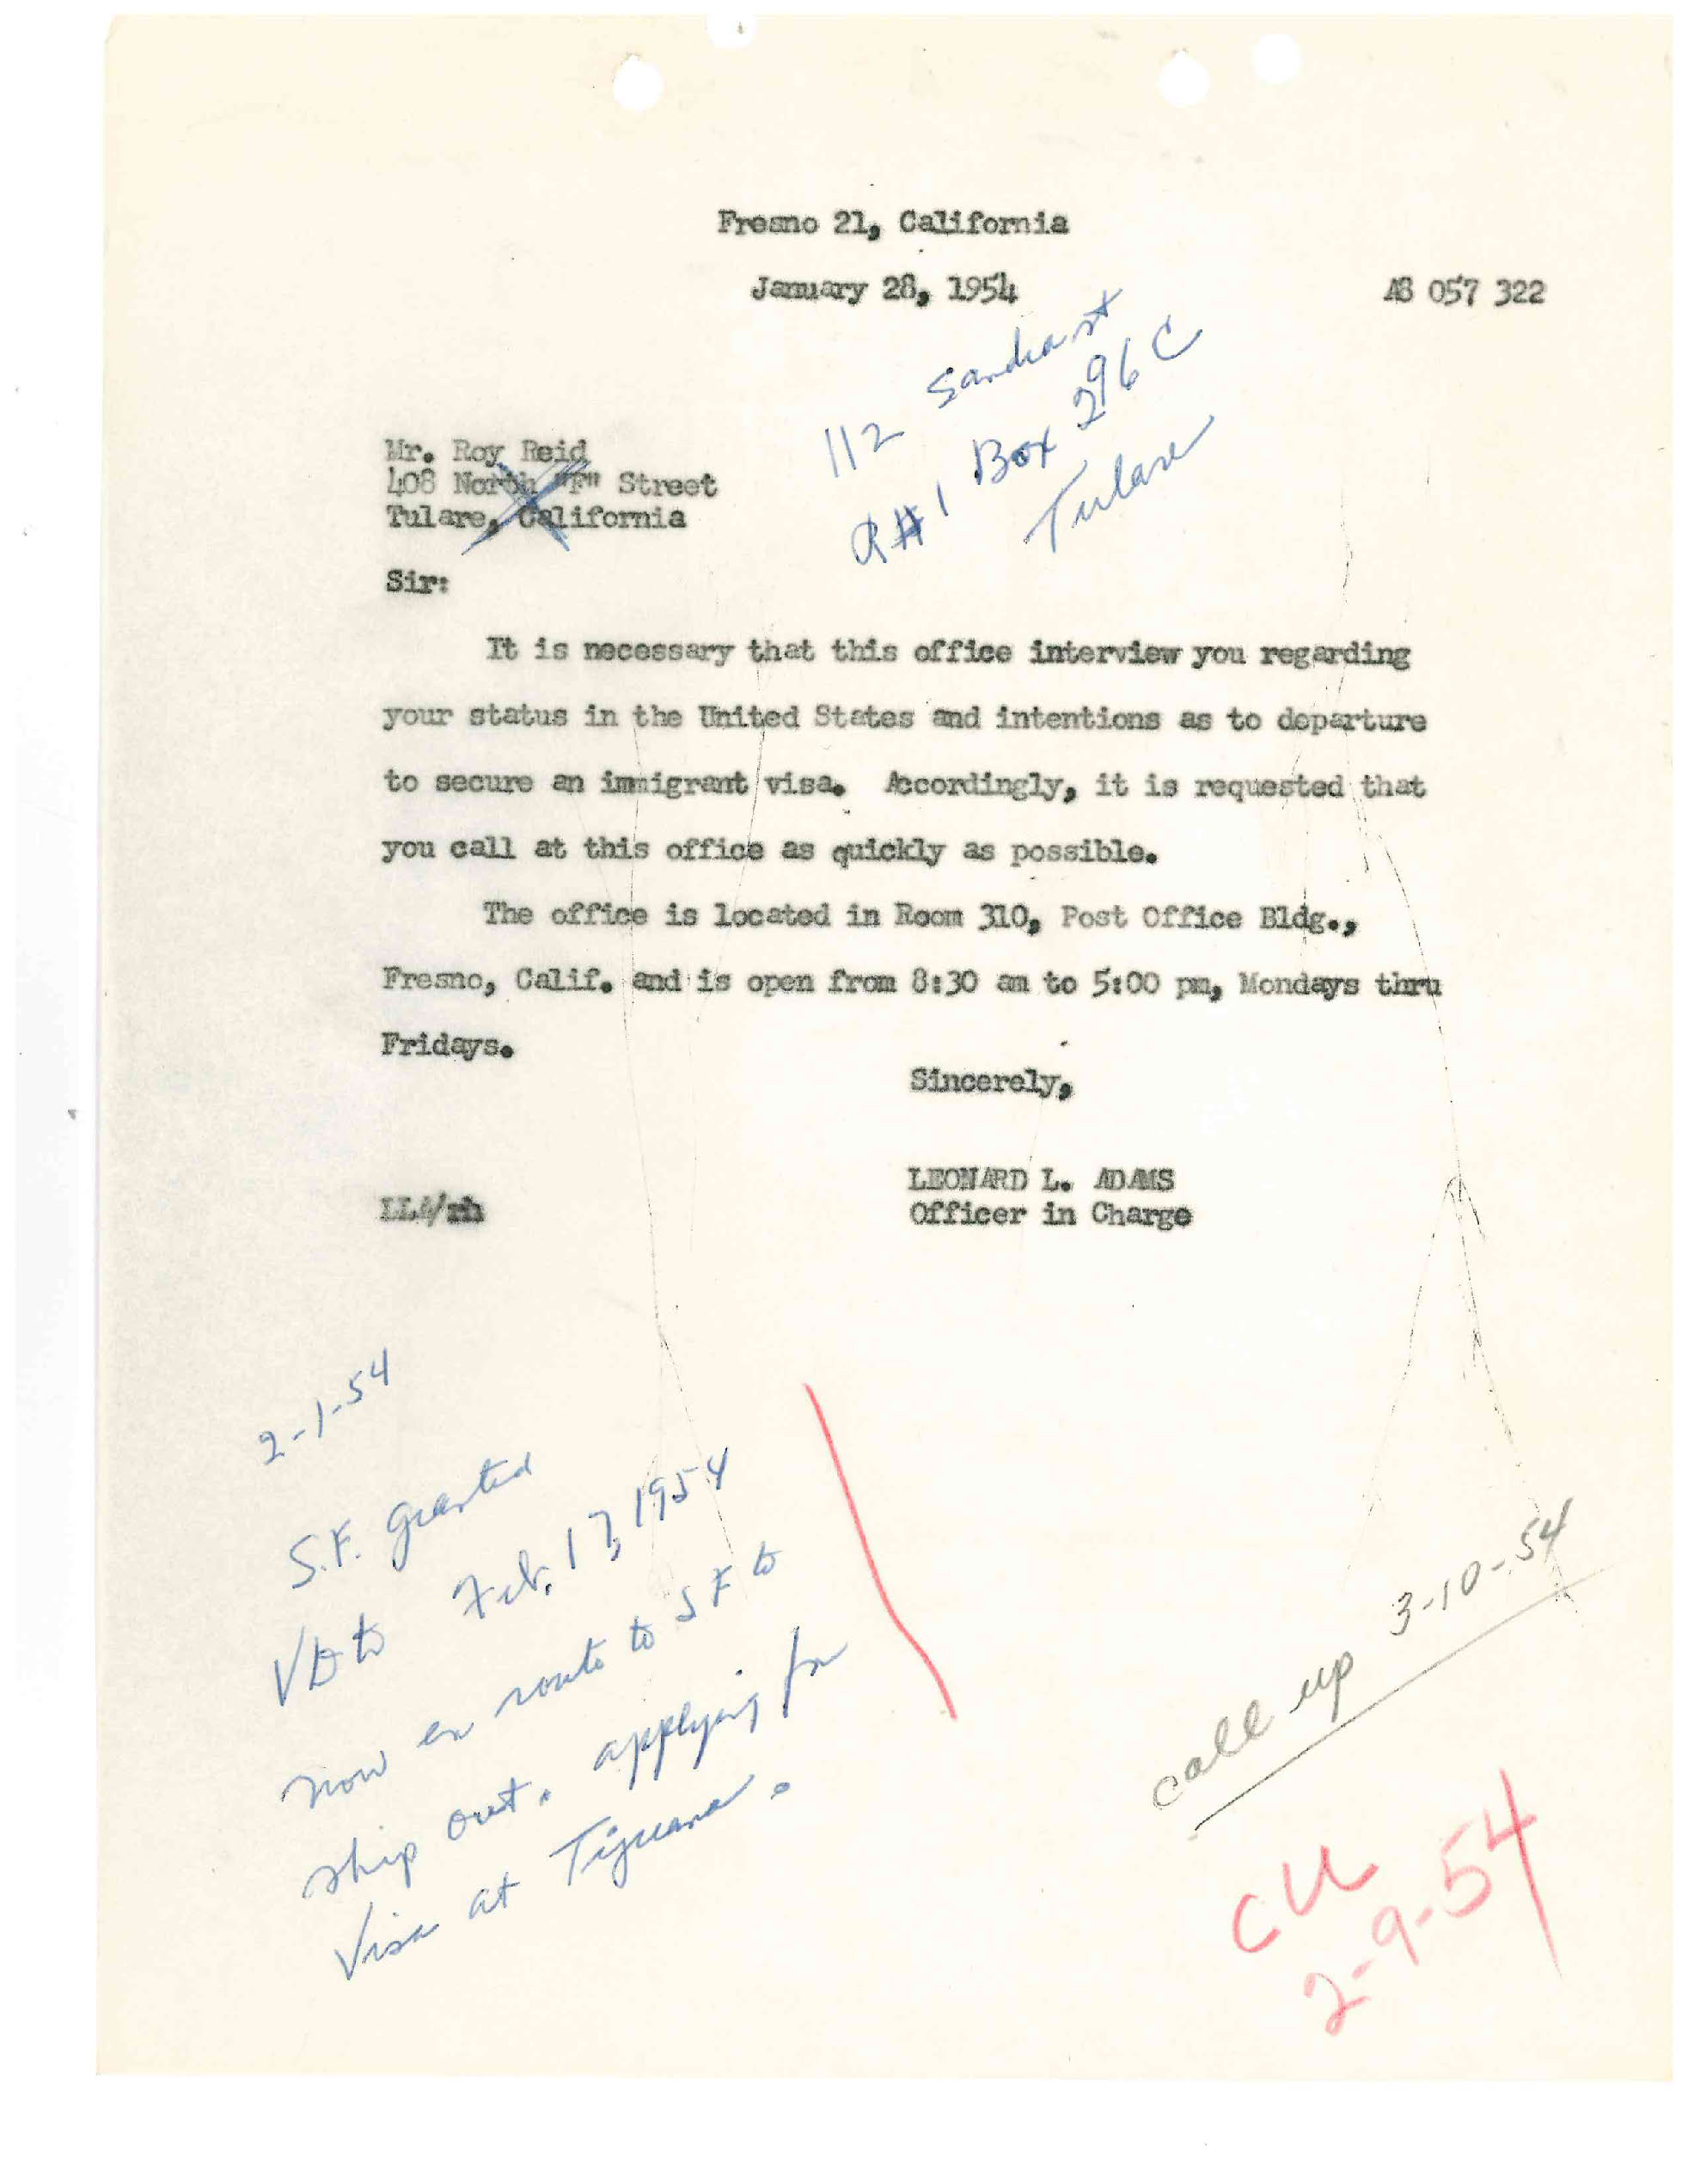 Fresno 21, California
January 28, 1954
A8 057 322
112 Sandra st
R#1 Box 296 C
Tulare
Mr. Roy Reid
408 North "F" Street
Tulare, California
Sir:
It is necessary that this office interview you regarding
your status in the United States and intentions as to departure
to secure an immigrant visa. Accordingly, it is requested that
you call at this office as quickly as possible.
The office is located in Room 310, Post Office Bldg.,
Fresno, Calif. and is open from 8:30 am to 5:00 pm, Mondays thru
Fridays.
Sincerely,
LEONARD L. ADAMS
LLA/rh
Officer in Charge
2-1-54
S.F. granted
VD to Feb. 17, 1954
now en route to SF to
ship out. applying for
Visa at Tijuana.
call up 3-10-54
CU
2-9-54